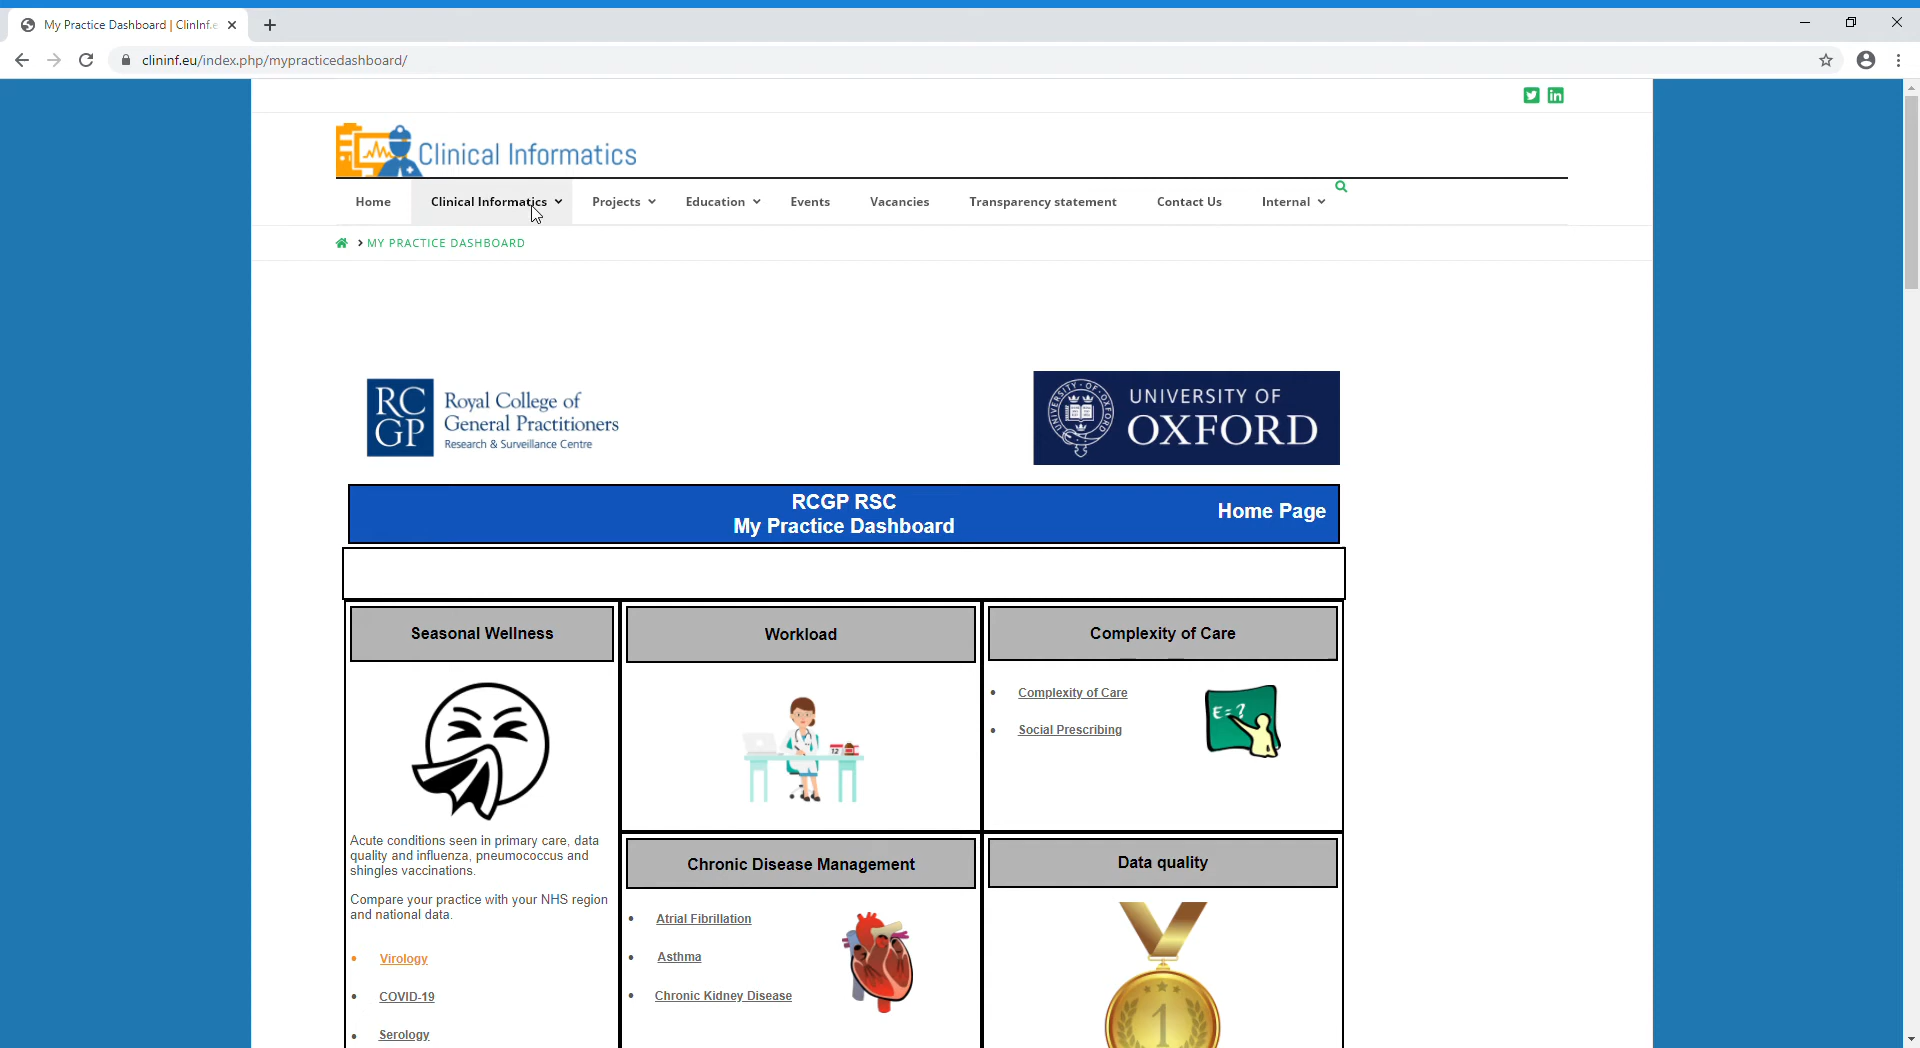 My Practice Dashboard | ClinInf.e
clininf.eu/index.php/mypracticedashboard/
Clinical Informatics
Home
Clinical Informatics
Projects
Education
Events
Vacancies
Transparency statement
Contact Us
Internal
MY PRACTICE DASHBOARD
RC
GP
Royal College of
General Practitioners
Research & Surveillance Centre
UNIVERSITY OF
OXFORD
RCGP RSC
My Practice Dashboard
Home Page
Seasonal Wellness
Acute conditions seen in primary care, data
quality and influenza, pneumococcus and
shingles vaccinations.
Compare your practice with your NHS region
and national data.
Virology
COVID-19
Serology
Workload
12
Complexity of Care
Complexity of Care
Social Prescribing
E=?
Chronic Disease Management
Atrial Fibrillation
Asthma
Chronic Kidney Disease
Data quality
1